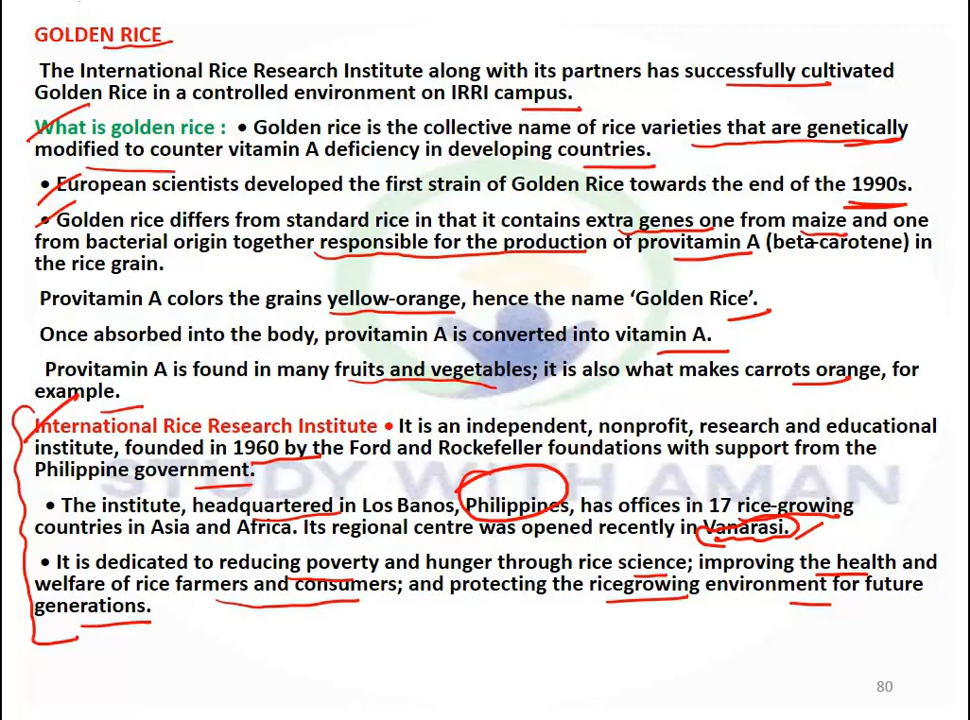 GOLDEN RICE
The International Rice Research Institute along with its partners has successfully cultivated
Golden Rice in a controlled environment on IRRI campus.
What is golden rice : • Golden rice is the collective name of rice varieties that are genetically
modified to counter vitamin A deficiency in developing countries.
• European scientists developed the first strain of Golden Rice towards the end of the 1990s.
• Golden rice differs from standard rice in that it contains extra genes one from maize and one
from bacterial origin together responsible for the production of provitamin A (beta-carotene) in
the rice grain.
Provitamin A colors the grains yellow-orange, hence the name ‘Golden Rice’.
Once absorbed into the body, provitamin A is converted into vitamin A.
Provitamin A is found in many fruits and vegetables; it is also what makes carrots orange, for
example.
International Rice Research Institute • It is an independent, nonprofit, research and educational
institute, founded in 1960 by the Ford and Rockefeller foundations with support from the
Philippine government.
STUDY WITH AMAN
• The institute, headquartered in Los Banos, Philippines, has offices in 17 rice-growing
countries in Asia and Africa. Its regional centre was opened recently in Vanarasi.
• It is dedicated to reducing poverty and hunger through rice science; improving the health and
welfare of rice farmers and consumers; and protecting the ricegrowing environment for future
generations.
80